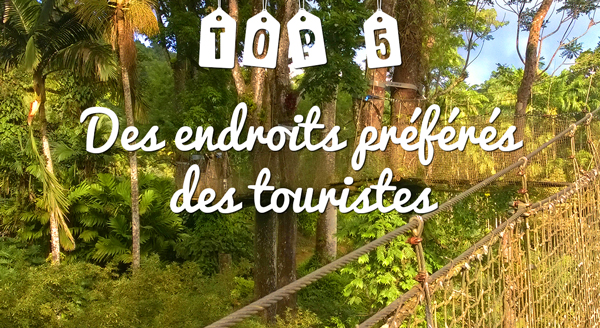 TOP 5
Des endroits préférés
des touristes